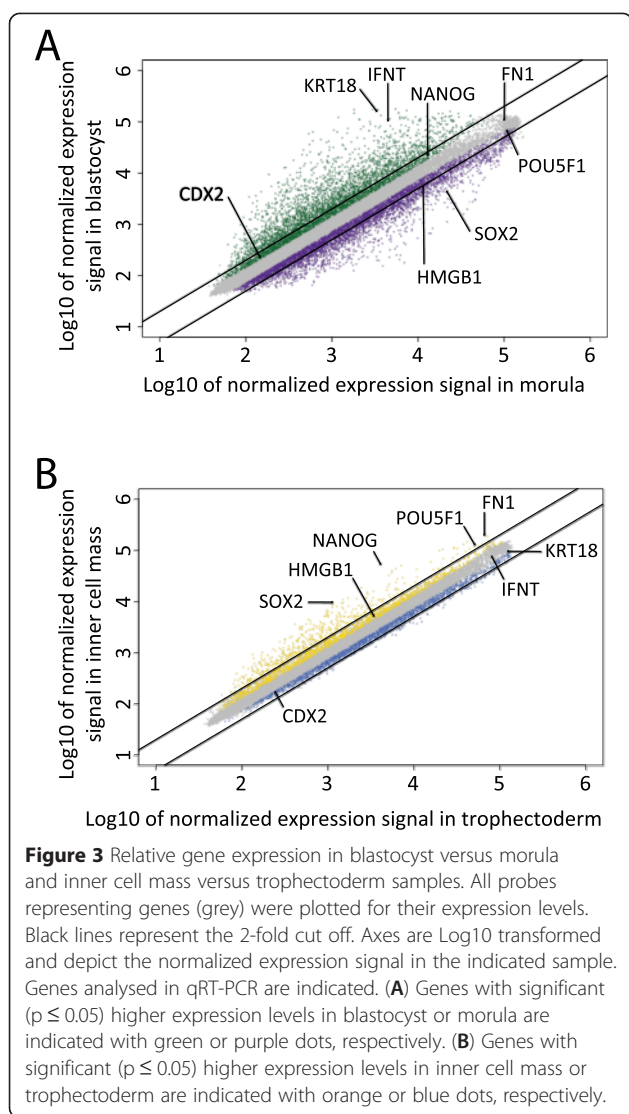 A
Log10 of normalized expression
signal in blastocyst
6
5
4
3
2
1
KRT18
IFNT
NANOG
FN1
CDX2
POU5F1
SOX2
HMGB1
1 2 3 4 5 6
Log10 of normalized expression signal in morula
B
Log10 of normalized expression
signal in inner cell mass
6
5
4
3
2
1
POU5F1
FN1
NANOG
KRT18
HMGB1
IFNT
SOX2
CDX2
1 2 3 4 5 6
Log10 of normalized expression signal in trophectoderm
Figure 3 Relative gene expression in blastocyst versus morula
and inner cell mass versus trophectoderm samples. All probes
representing genes (grey) were plotted for their expression levels.
Black lines represent the 2-fold cut off. Axes are Log10 transformed
and depict the normalized expression signal in the indicated sample.
Genes analysed in qRT-PCR are indicated. (A) Genes with significant
(p ≤ 0.05) higher expression levels in blastocyst or morula are
indicated with green or purple dots, respectively. (B) Genes with
significant (p ≤ 0.05) higher expression levels in inner cell mass or
trophectoderm are indicated with orange or blue dots, respectively.